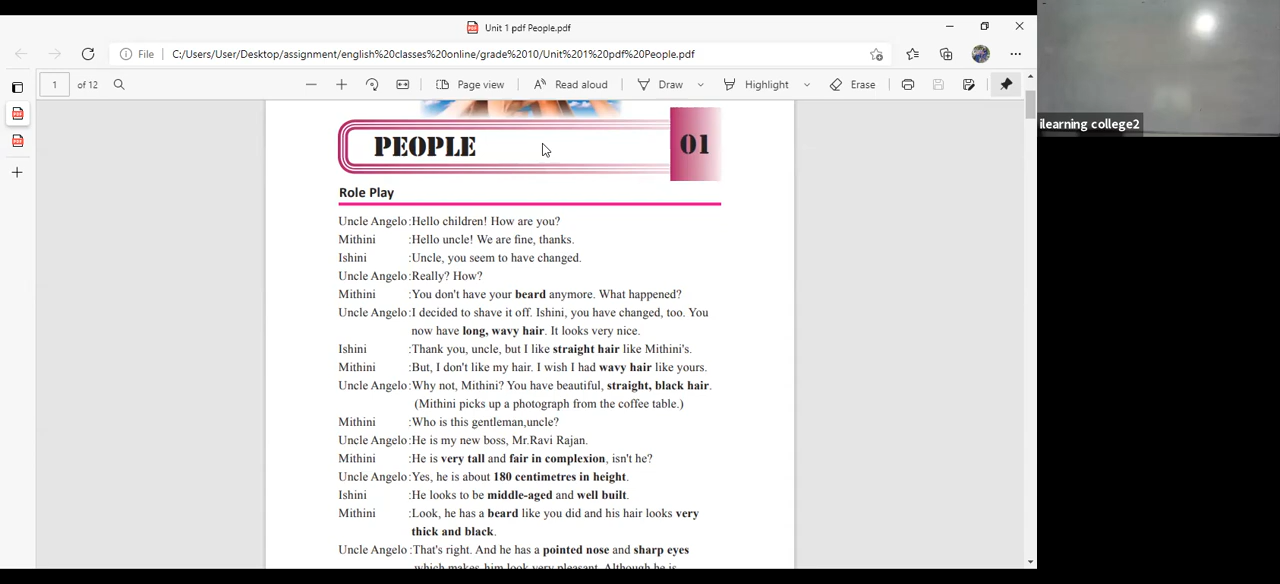 Unit 1 pdf People.pdf
File C:/Users/User/Desktop/assignment/english%20classes%20online/grade%2010/Unit%201%20pdf%20People.pdf
1 of 12 Page view Read aloud Draw Highlight Erase
ilearning college2
PEOPLE 01
Role Play
Uncle Angelo:Hello children! How are you?
Mithini :Hello uncle! We are fine, thanks.
Ishini :Uncle, you seem to have changed.
Uncle Angelo:Really? How?
Mithini :You don't have your beard anymore. What happened?
Uncle Angelo:I decided to shave it off. Ishini, you have changed, too. You
now have long, wavy hair. It looks very nice.
Ishini :Thank you, uncle, but I like straight hair like Mithini's.
Mithini :But, I don't like my hair. I wish I had wavy hair like yours.
Uncle Angelo:Why not, Mithini? You have beautiful, straight, black hair.
(Mithini picks up a photograph from the coffee table.)
Mithini :Who is this gentleman,uncle?
Uncle Angelo:He is my new boss, Mr.Ravi Rajan.
Mithini :He is very tall and fair in complexion, isn't he?
Uncle Angelo:Yes, he is about 180 centimetres in height.
Ishini :He looks to be middle-aged and well built.
Mithini :Look, he has a beard like you did and his hair looks very
thick and black.
Uncle Angelo :That's right. And he has a pointed nose and sharp eyes
which makes him look very pleasant. Although he is